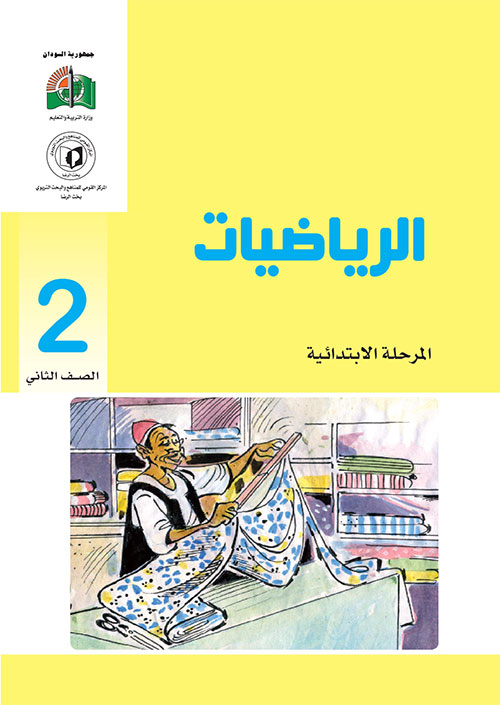 جمهورية السودان
وزارة التربية والتعليم
المركز القومي للمناهج والبحث التربوي
بخت الرضا
الرياضيات
2
المرحلة الابتدائية
الصف الثاني